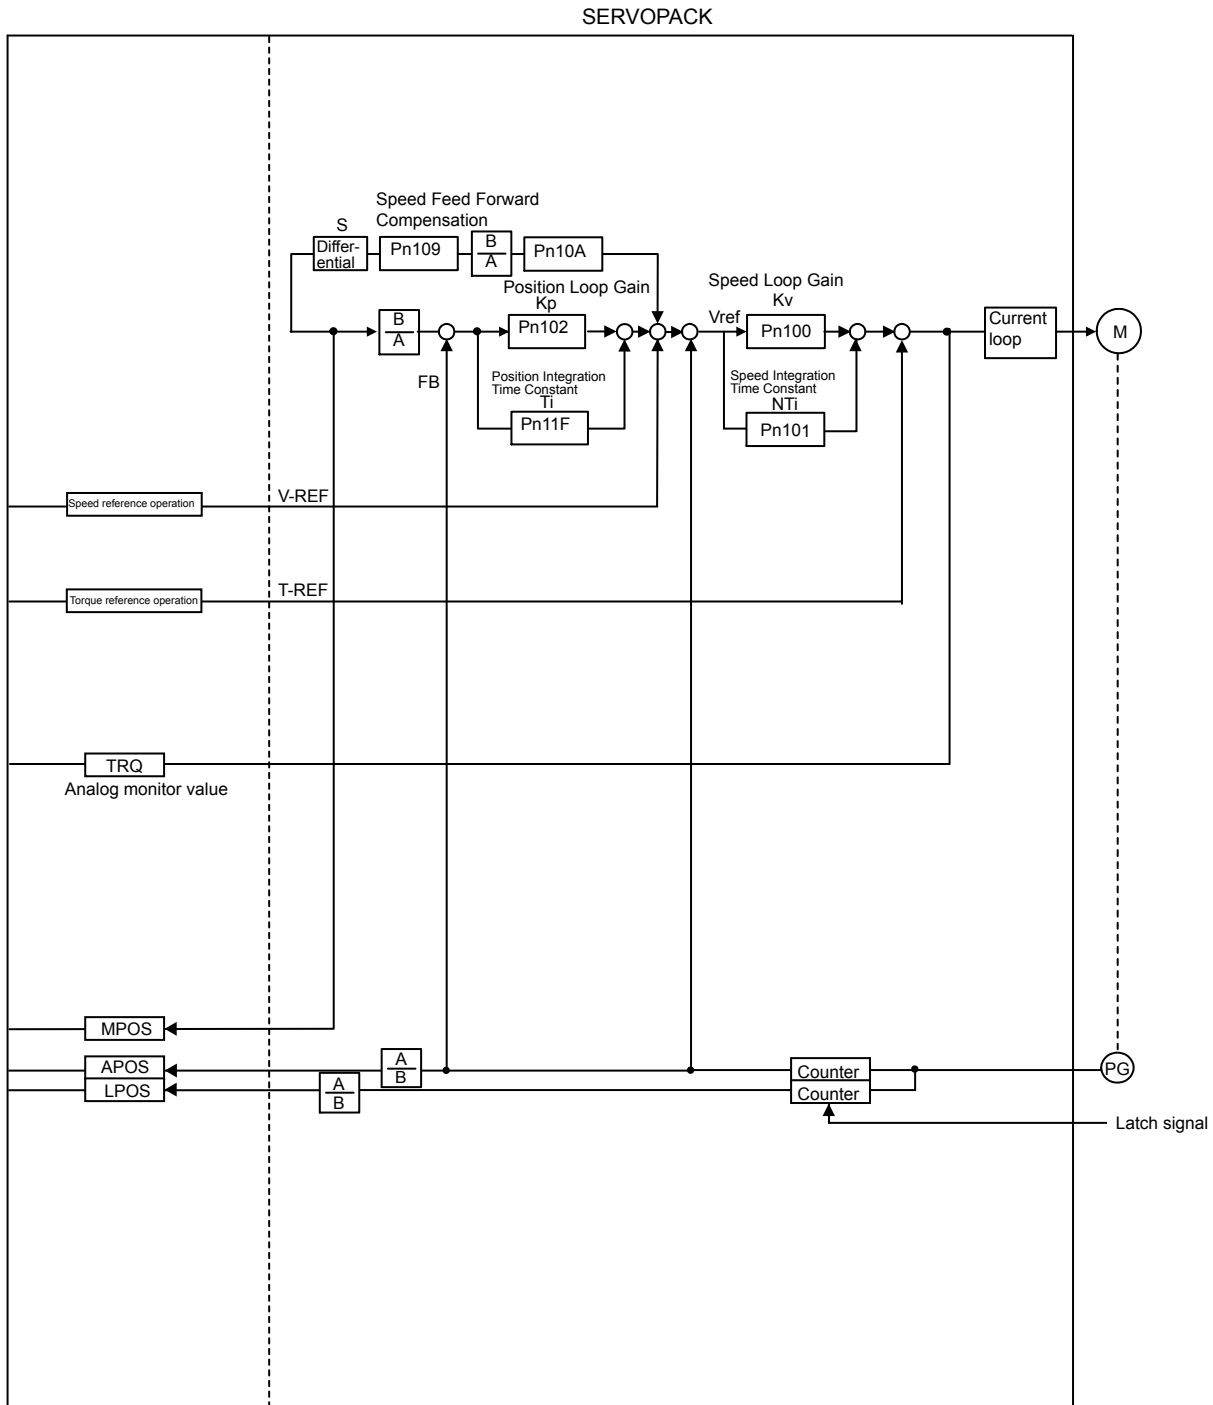 SERVOPACK
Speed Feed Forward
Compensation
S
Differ-
ential
Pn109
B
A
Pn10A
Position Loop Gain
Kp
Speed Loop Gain
Kv
B
A
Pn102
Vref
Pn100
Current
loop
M
FB
Position Integration
Time Constant
Ti
Pn11F
Speed Integration
Time Constant
NTi
Pn101
Speed reference operation
V-REF
Torque reference operation
T-REF
TRQ
Analog monitor value
MPOS
APOS
A
B
Counter
PG
LPOS
A
B
Counter
Latch signal